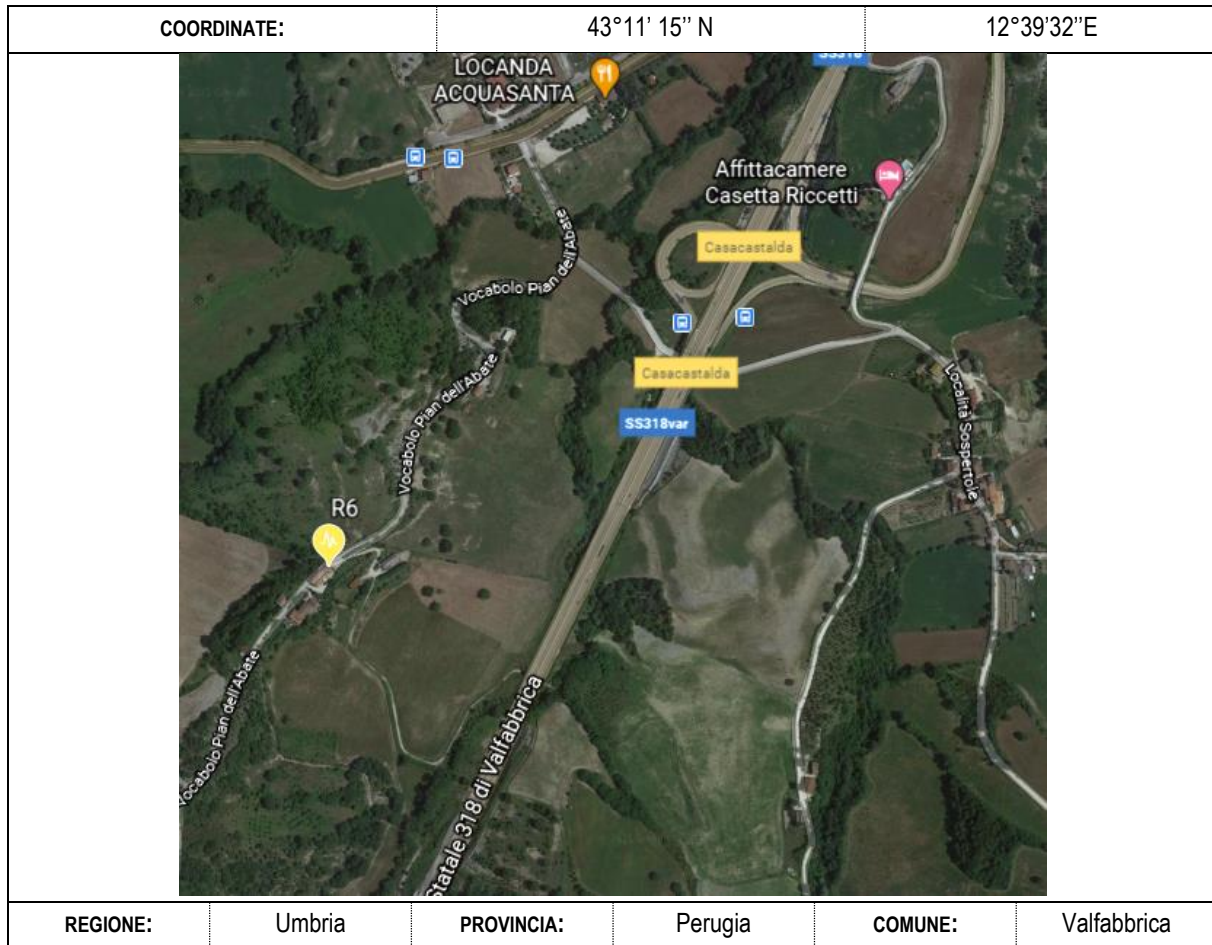 COORDINATE: 43°11’ 15’’ N 12°39’32’’E
LOCANDA
ACQUASANTA
SS318
Affittacamere
Casetta Riccetti
Casacastalda
Vocabolo Pian dell'Abate
Vocabolo Pian dell'Abate
Casacastalda
Località Sospertole
SS318var
R6
Vocabolo Pian dell'Abate
Statale 318 di Valfabbrica
REGIONE: Umbria PROVINCIA: Perugia COMUNE: Valfabbrica